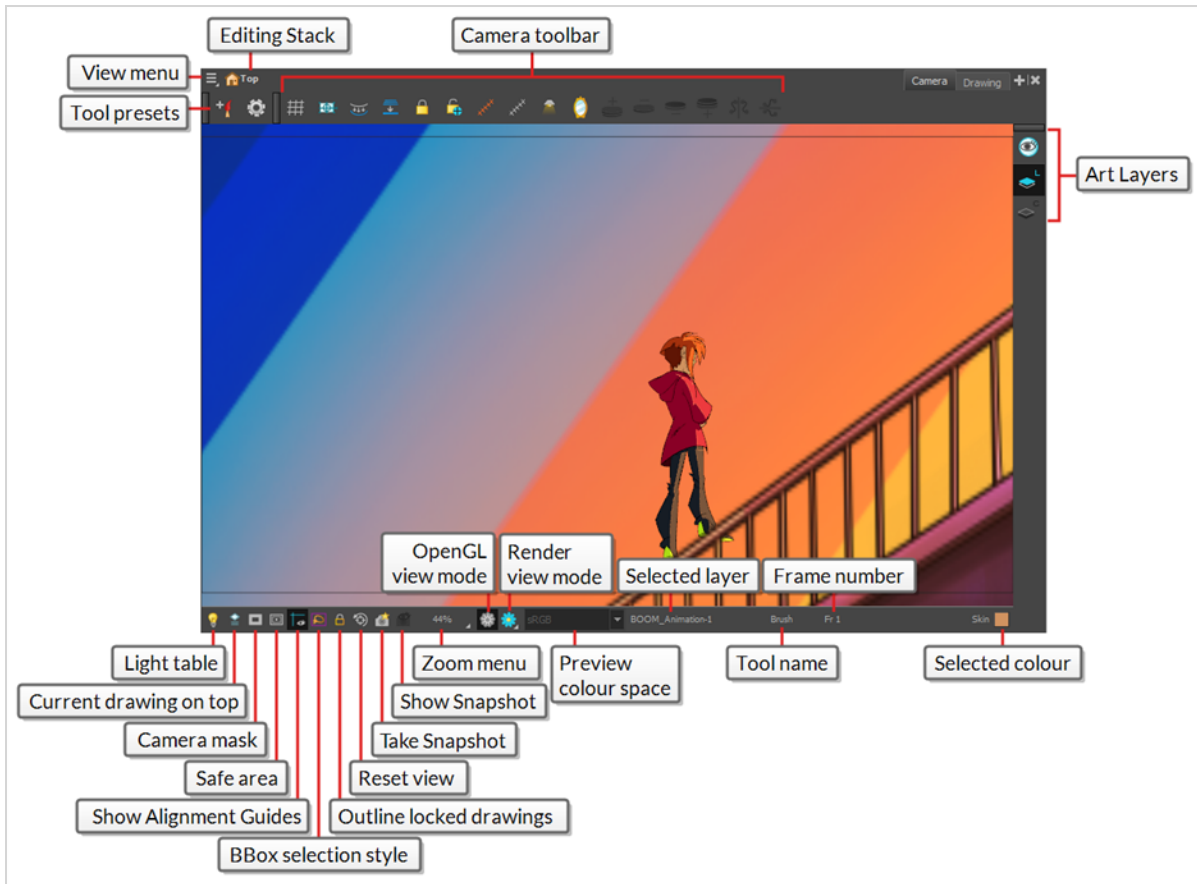 Editing Stack
Camera toolbar
View menu
Top
Camera
Drawing
Tool presets
L
C
Art Layers
OpenGL
view mode
Render
view mode
Selected layer
Frame number
44%
sRGB
BOOM_Animation-1
Brush
Fr 1
Skin
Light table
Zoom menu
Preview
colour space
Tool name
Selected colour
Current drawing on top
Show Snapshot
Camera mask
Take Snapshot
Safe area
Reset view
Show Alignment Guides
Outline locked drawings
BBox selection style